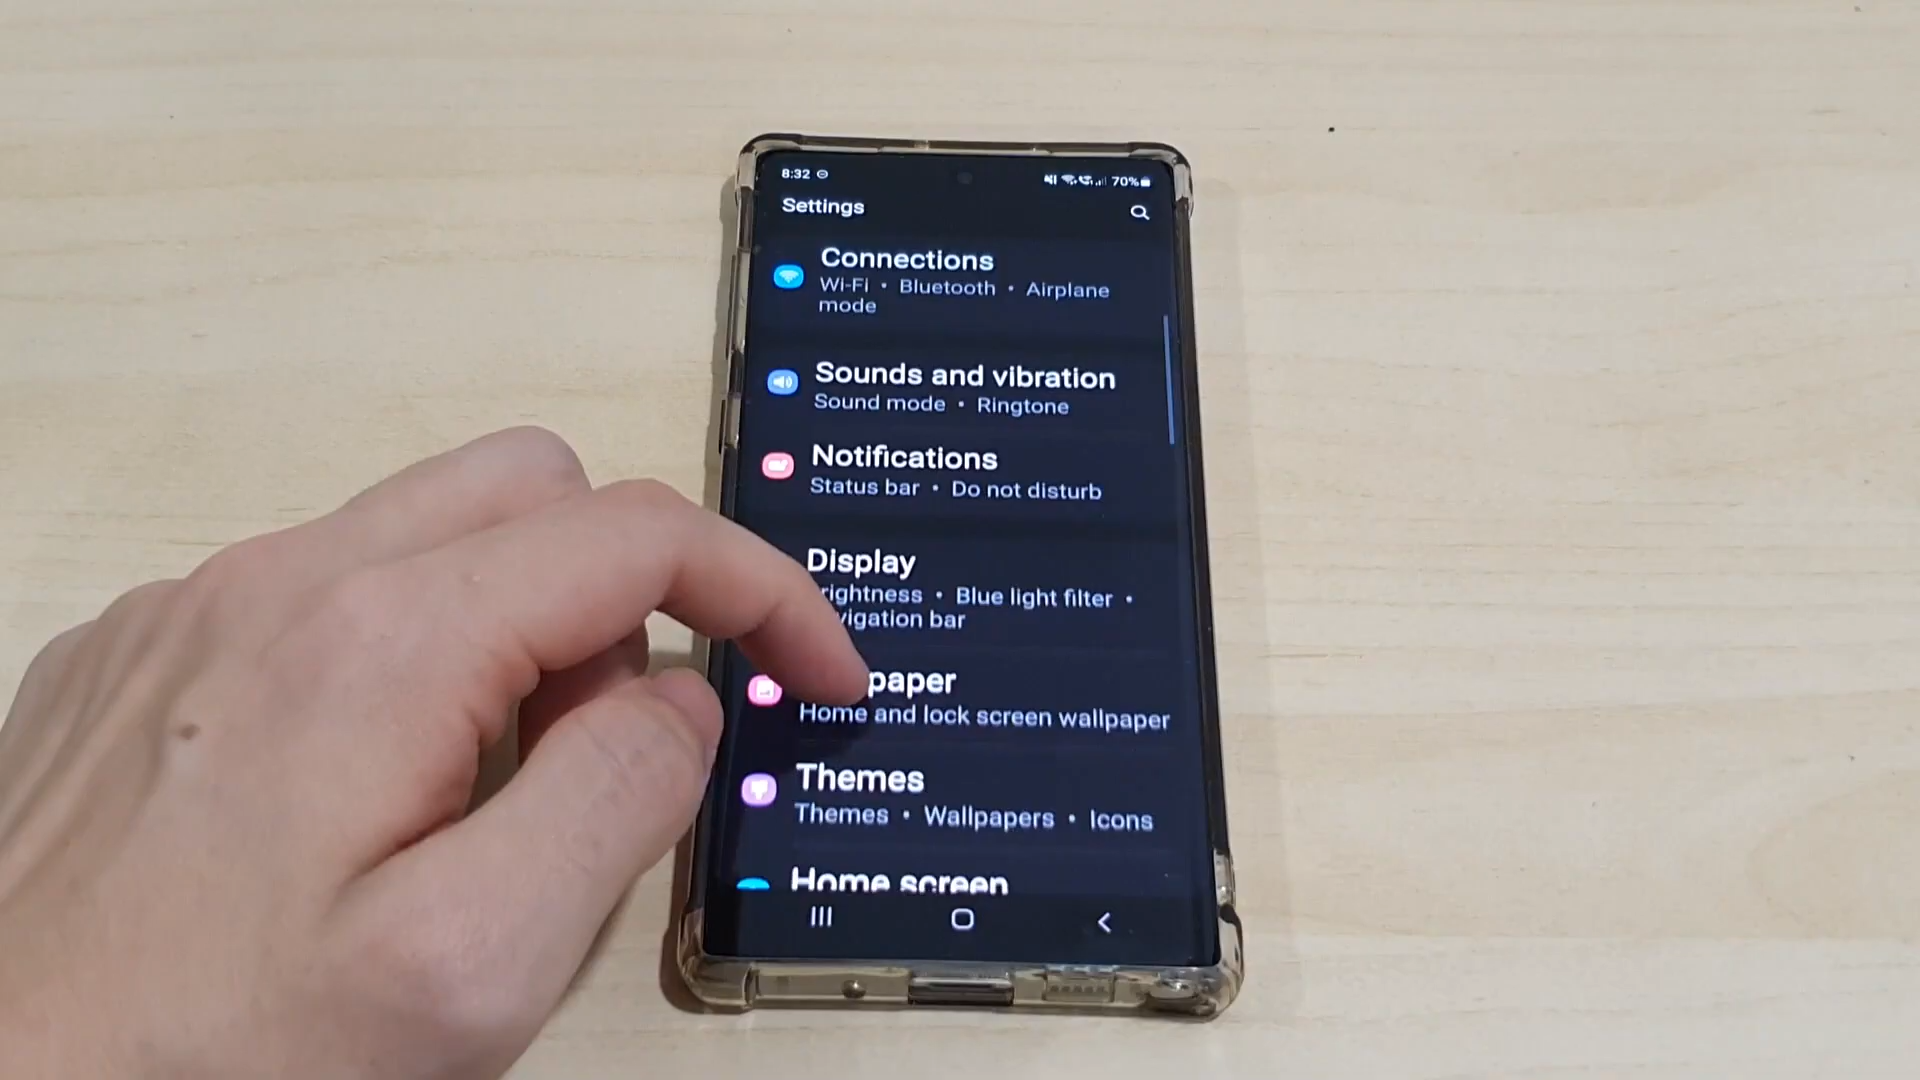 8:32
70%
Settings
Connections
Wi-Fi • Bluetooth • Airplane
mode
Sounds and vibration
Sound mode • Ringtone
Notifications
Status bar • Do not disturb
Display
rightness • Blue light filter •
vigation bar
paper
Home and lock screen wallpaper
Themes
Themes • Wallpapers • Icons
Home screen